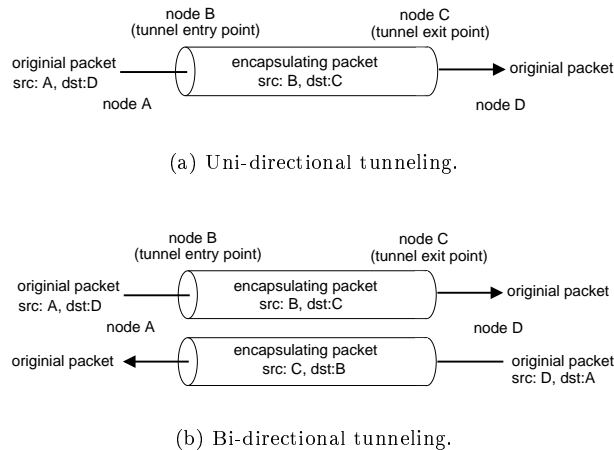 node B
(tunnel entry point)
node C
(tunnel exit point)
originial packet
src: A, dst:D
encapsulating packet
src: B, dst:C
originial packet
node A
node D
(a) Uni-directional tunneling.
node B
(tunnel entry point)
node C
(tunnel exit point)
originial packet
src: A, dst:D
encapsulating packet
src: B, dst:C
originial packet
node A
node D
originial packet
encapsulating packet
src: C, dst:B
originial packet
src: D, dst:A
(b) Bi-directional tunneling.